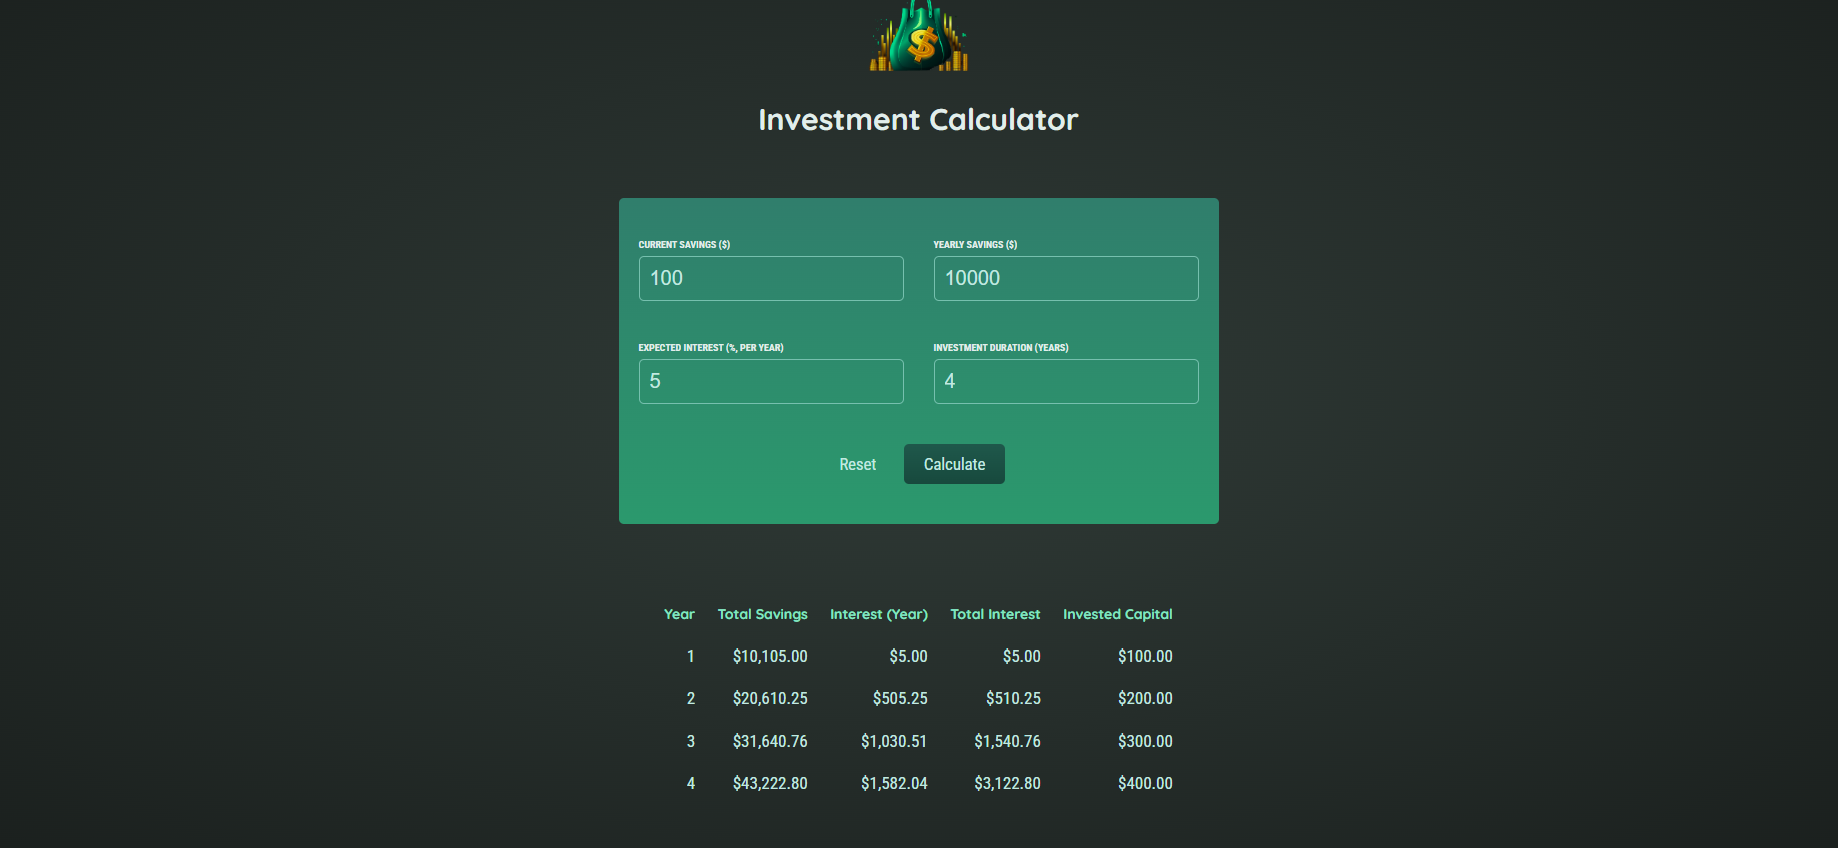 $
Investment Calculator
CURRENT SAVINGS ($) YEARLY SAVINGS ($)
100 10000
EXPECTED INTEREST (%, PER YEAR) INVESTMENT DURATION (YEARS)
5 4
Reset Calculate
Year Total Savings Interest (Year) Total Interest Invested Capital
1 $10,105.00 $5.00 $5.00 $100.00
2 $20,610.25 $505.25 $510.25 $200.00
3 $31,640.76 $1,030.51 $1,540.76 $300.00
4 $43,222.80 $1,582.04 $3,122.80 $400.00